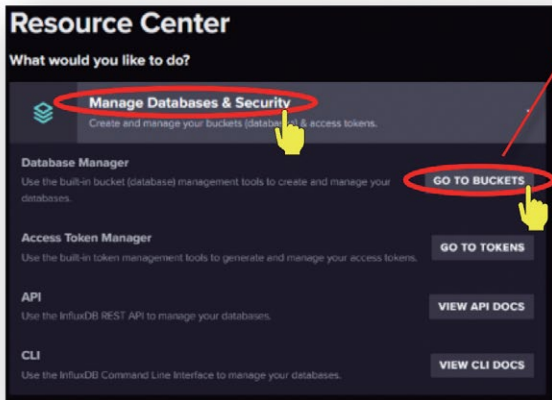 Resource Center
What would you like to do?
Manage Databases & Security
Create and manage your buckets (database) & access tokens.
Database Manager
Use the built-in bucket (database) management tools to create and manage your
databases.
GO TO BUCKETS
Access Token Manager
Use the built-in token management tools to generate and manage your access tokens.
GO TO TOKENS
API
Use the InfluxDB REST API to manage your databases.
VIEW API DOCS
CLI
Use the InfluxDB Command Line Interface to manage your databases.
VIEW CLI DOCS